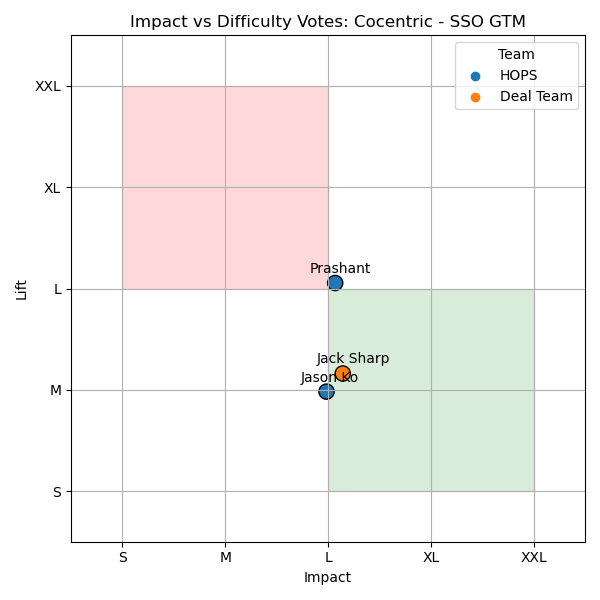 Impact vs Difficulty Votes: Cocentric - SSO GTM
Team
HOPS
Deal Team
XXL
XL
L
M
S
Lift
Prashant
Jack Sharp
Jason Ko
S
M
L
XL
XXL
Impact